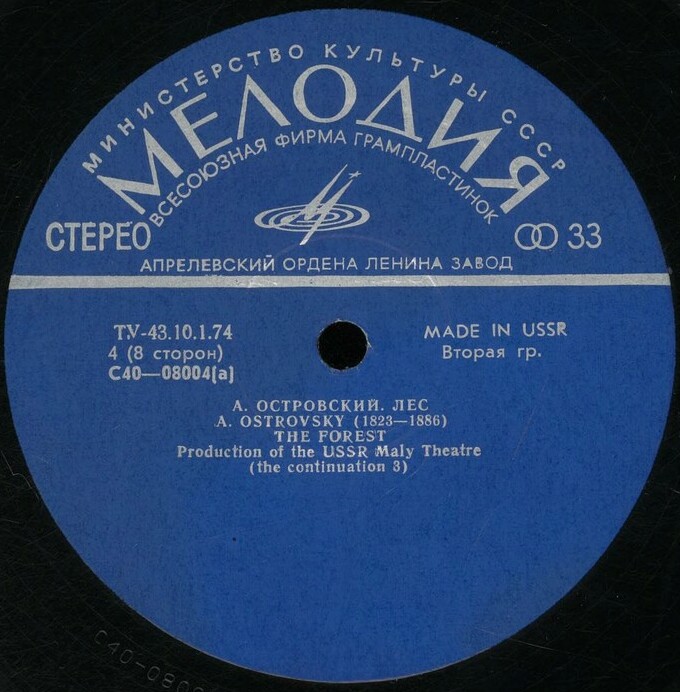 МИНИСТЕРСТВО КУЛЬТУРЫ СССР
МЕЛОДИЯ
ВСЕСОЮЗНАЯ ФИРМА ГРАМПЛАСТИНОК
СТЕРЕО
33
АПРЕЛЕВСКИЙ ОРДЕНА ЛЕНИНА ЗАВОД
TУ-43.10.1.74
MADE IN USSR
4 (8 сторон)
Вторая гр.
С40—08004(а)
А. ОСТРОВСКИЙ. ЛЕС
A. OSTROVSKY (1823—1886)
THE FOREST
Production of the USSR Maly Theatre
(the continuation 3)